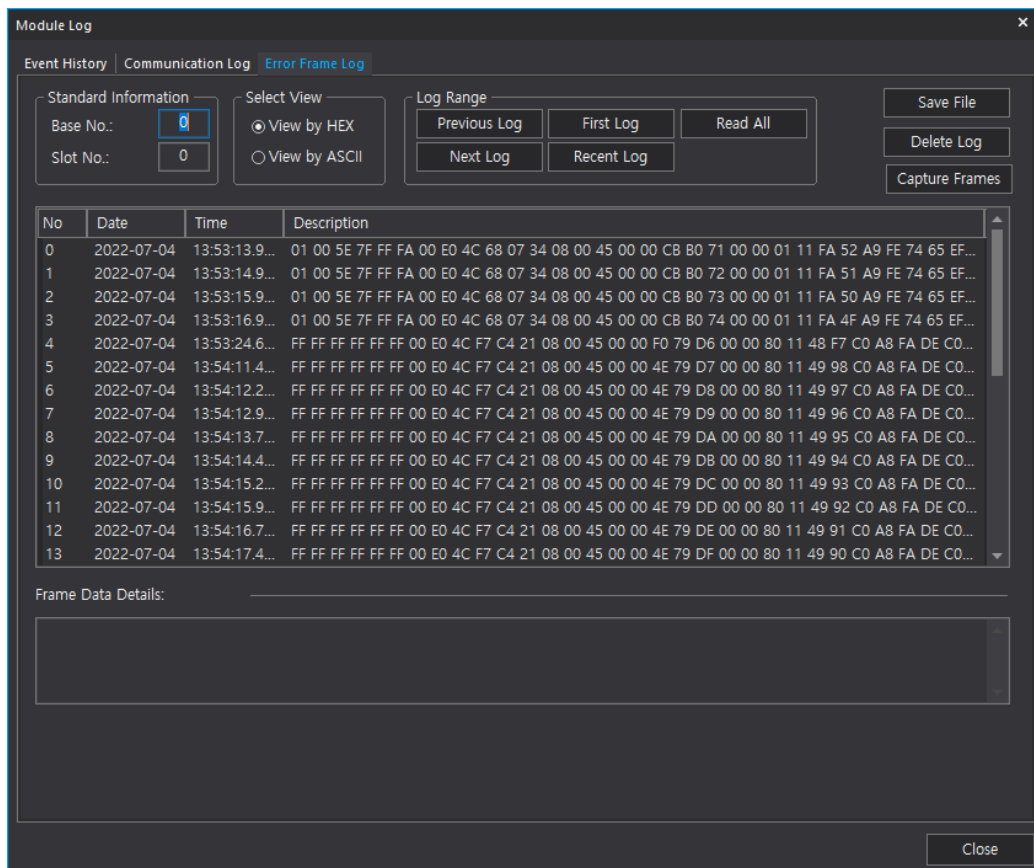 Module Log
Event History Communication Log Error Frame Log
Standard Information Select View Log Range
Base No.: 0 View by HEX Previous Log First Log Read All Save File
Slot No.: 0 View by ASCII Next Log Recent Log Delete Log
Capture Frames
No Date Time Description
0 2022-07-04 13:53:13.9... 01 00 5E 7F FF FA 00 E0 4C 68 07 34 08 00 45 00 00 CB B0 71 00 00 01 11 FA 52 A9 FE 74 65 EF...
1 2022-07-04 13:53:14.9... 01 00 5E 7F FF FA 00 E0 4C 68 07 34 08 00 45 00 00 CB B0 72 00 00 01 11 FA 51 A9 FE 74 65 EF...
2 2022-07-04 13:53:15.9... 01 00 5E 7F FF FA 00 E0 4C 68 07 34 08 00 45 00 00 CB B0 73 00 00 01 11 FA 50 A9 FE 74 65 EF...
3 2022-07-04 13:53:16.9... 01 00 5E 7F FF FA 00 E0 4C 68 07 34 08 00 45 00 00 CB B0 74 00 00 01 11 FA 4F A9 FE 74 65 EF...
4 2022-07-04 13:53:24.6... FF FF FF FF FF FF 00 E0 4C F7 C4 21 08 00 45 00 00 F0 79 D6 00 00 80 11 48 F7 C0 A8 FA DE C0...
5 2022-07-04 13:54:11.4... FF FF FF FF FF FF 00 E0 4C F7 C4 21 08 00 45 00 00 4E 79 D7 00 00 80 11 49 98 C0 A8 FA DE C0...
6 2022-07-04 13:54:12.2... FF FF FF FF FF FF 00 E0 4C F7 C4 21 08 00 45 00 00 4E 79 D8 00 00 80 11 49 97 C0 A8 FA DE C0...
7 2022-07-04 13:54:12.9... FF FF FF FF FF FF 00 E0 4C F7 C4 21 08 00 45 00 00 4E 79 D9 00 00 80 11 49 96 C0 A8 FA DE C0...
8 2022-07-04 13:54:13.7... FF FF FF FF FF FF 00 E0 4C F7 C4 21 08 00 45 00 00 4E 79 DA 00 00 80 11 49 95 C0 A8 FA DE C0...
9 2022-07-04 13:54:14.4... FF FF FF FF FF FF 00 E0 4C F7 C4 21 08 00 45 00 00 4E 79 DB 00 00 80 11 49 94 C0 A8 FA DE C0...
10 2022-07-04 13:54:15.2... FF FF FF FF FF FF 00 E0 4C F7 C4 21 08 00 45 00 00 4E 79 DC 00 00 80 11 49 93 C0 A8 FA DE C0...
11 2022-07-04 13:54:15.9... FF FF FF FF FF FF 00 E0 4C F7 C4 21 08 00 45 00 00 4E 79 DD 00 00 80 11 49 92 C0 A8 FA DE C0...
12 2022-07-04 13:54:16.7... FF FF FF FF FF FF 00 E0 4C F7 C4 21 08 00 45 00 00 4E 79 DE 00 00 80 11 49 91 C0 A8 FA DE C0...
13 2022-07-04 13:54:17.4... FF FF FF FF FF FF 00 E0 4C F7 C4 21 08 00 45 00 00 4E 79 DF 00 00 80 11 49 90 C0 A8 FA DE C0...
Frame Data Details:
Close